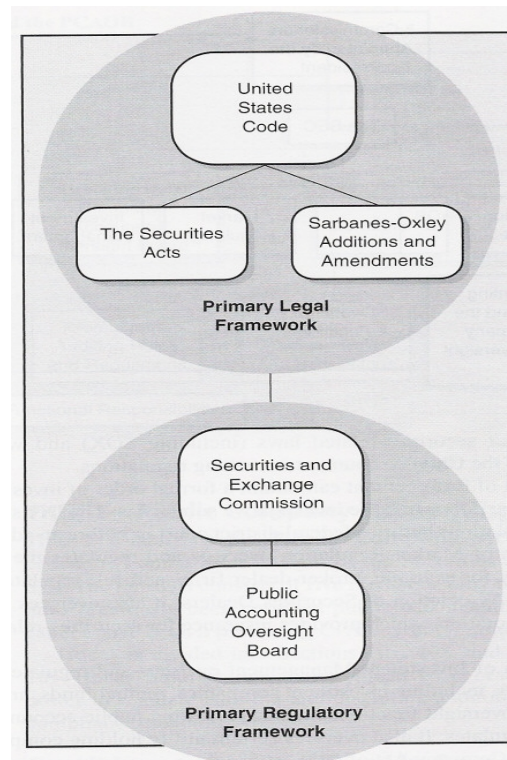 United
States
Code
The Securities
Acts
Sarbanes-Oxley
Additions and
Amendments
Primary Legal
Framework
Securities and
Exchange
Commission
Public
Accounting
Oversight
Board
Primary Regulatory
Framework